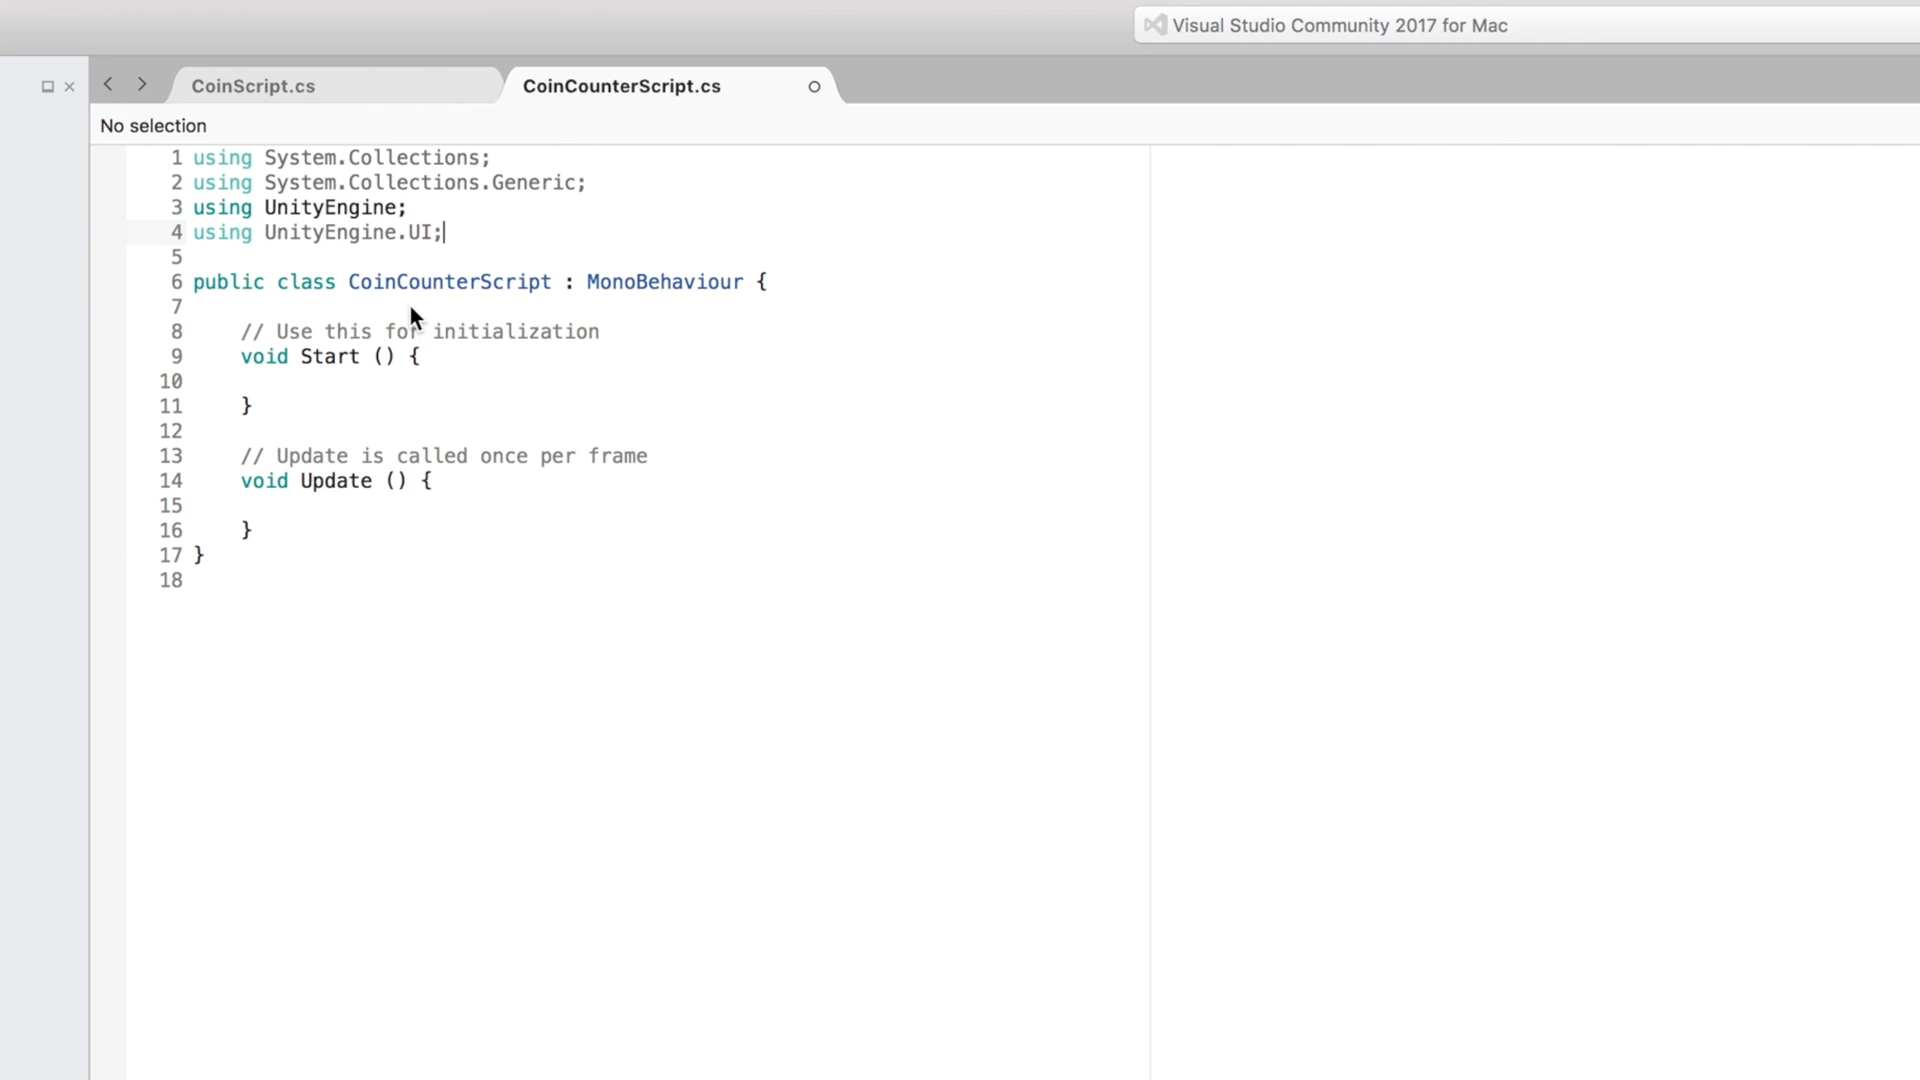 Visual Studio Community 2017 for Mac
CoinScript.cs
CoinCounterScript.cs
No selection
1 using System.Collections;
2 using System.Collections.Generic;
3 using UnityEngine;
4 using UnityEngine.UI;
5
6 public class CoinCounterScript : MonoBehaviour {
7
8 // Use this for initialization
9 void Start () {
10
11 }
12
13 // Update is called once per frame
14 void Update () {
15
16 }
17 }
18